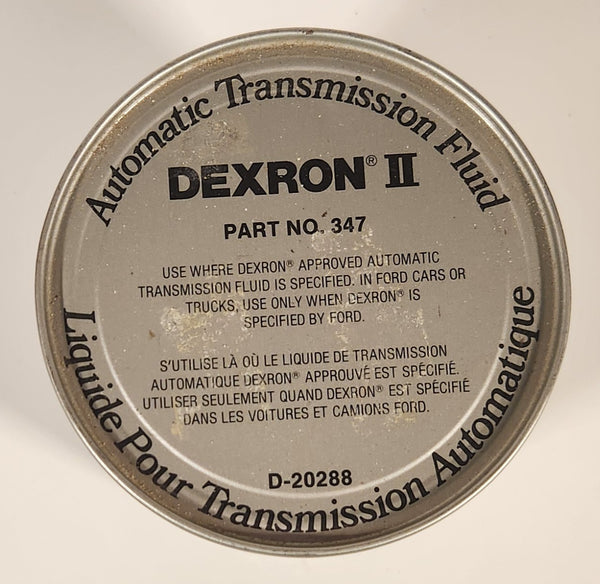 Automatic Transmission Fluid
DEXRON® II
PART NO. 347
USE WHERE DEXRON® APPROVED AUTOMATIC
TRANSMISSION FLUID IS SPECIFIED. IN FORD CARS OR
TRUCKS, USE ONLY WHEN DEXRON® IS
SPECIFIED BY FORD.
S'UTILISE LÀ OÙ LE LIQUIDE DE TRANSMISSION
AUTOMATIQUE DEXRON® APPROUVÉ EST SPÉCIFIÉ.
UTILISER SEULEMENT QUAND DEXRON® EST SPÉCIFIÉ
DANS LES VOITURES ET CAMIONS FORD.
D-20288
Liquide Pour Transmission Automatique